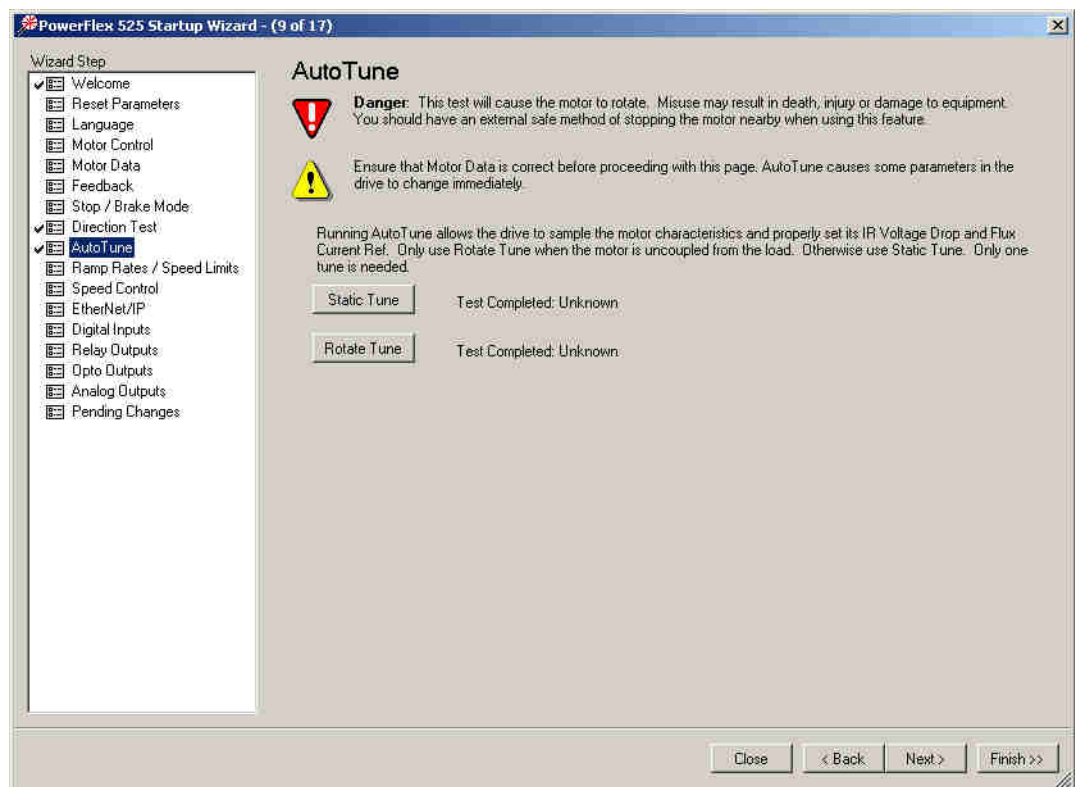 PowerFlex 525 Startup Wizard - (9 of 17)
Wizard Step
Welcome
Reset Parameters
Language
Motor Control
Motor Data
Feedback
Stop / Brake Mode
Direction Test
AutoTune
Ramp Rates / Speed Limits
Speed Control
EtherNet/IP
Digital Inputs
Relay Outputs
Opto Outputs
Analog Outputs
Pending Changes
AutoTune
Danger: This test will cause the motor to rotate. Misuse may result in death, injury or damage to equipment.
You should have an external safe method of stopping the motor nearby when using this feature.
Ensure that Motor Data is correct before proceeding with this page. AutoTune causes some parameters in the
drive to change immediately.
Running AutoTune allows the drive to sample the motor characteristics and properly set its IR Voltage Drop and Flux
Current Ref. Only use Rotate Tune when the motor is uncoupled from the load. Otherwise use Static Tune. Only one
tune is needed.
Static Tune Test Completed: Unknown
Rotate Tune Test Completed: Unknown
Close < Back Next > Finish >>